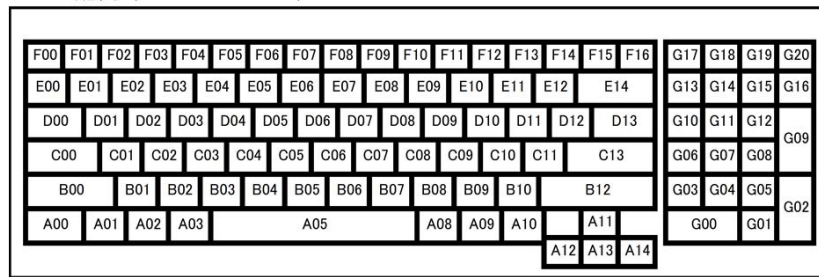 F00 F01 F02 F03 F04 F05 F06 F07 F08 F09 F10 F11 F12 F13 F14 F15 F16 G17 G18 G19 G20
E00 E01 E02 E03 E04 E05 E06 E07 E08 E09 E10 E11 E12 E14 G13 G14 G15 G16
D00 D01 D02 D03 D04 D05 D06 D07 D08 D09 D10 D11 D12 D13 G10 G11 G12 G09
C00 C01 C02 C03 C04 C05 C06 C07 C08 C09 C10 C11 C13 G06 G07 G08
B00 B01 B02 B03 B04 B05 B06 B07 B08 B09 B10 B12 G03 G04 G05 G02
A00 A01 A02 A03 A05 A08 A09 A10 A11 G00 G01
A12 A13 A14